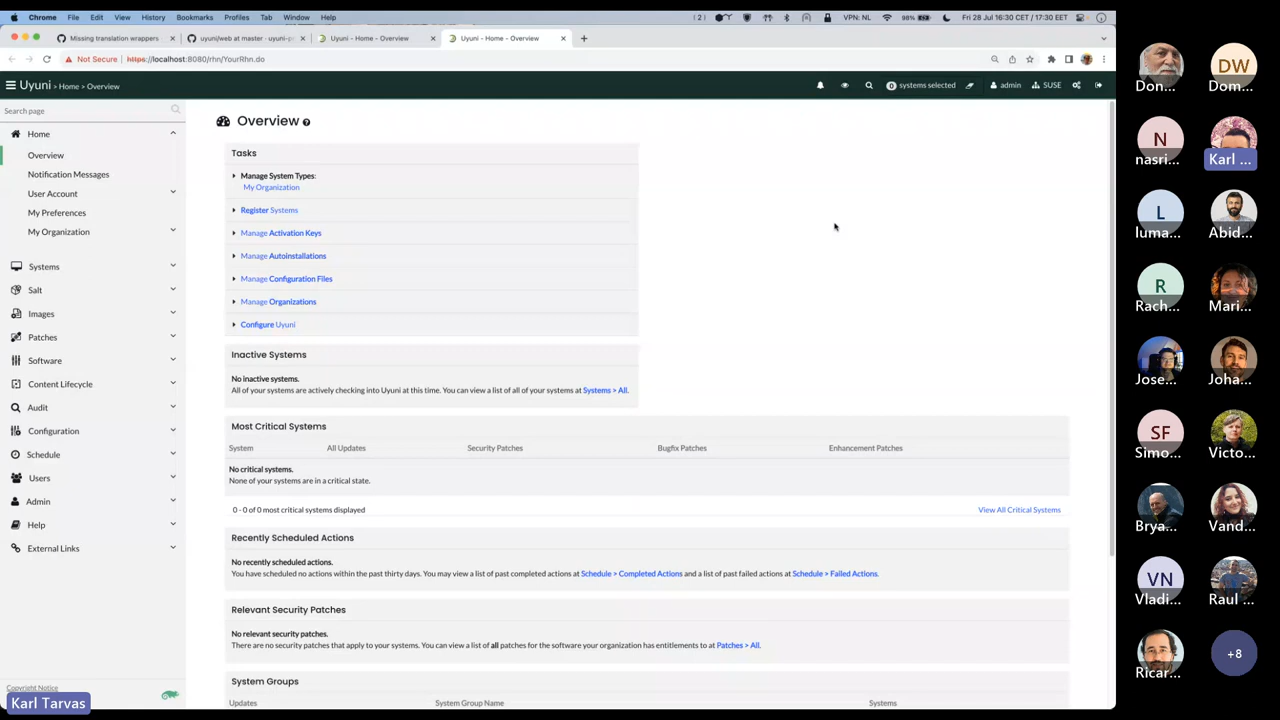 Chrome File Edit View History Bookmarks Profiles Tab Window Help
( 2 ) VPN: NL 98% Fri 28 Jul 16:30 CET / 17:30 EET
Missing translation wrappers
uyuni/web at master · uyuni-p
Uyuni - Home - Overview
Uyuni - Home - Overview
Not Secure https://localhost:8080/rhn/YourRhn.do
Uyuni > Home > Overview
0 systems selected admin SUSE
Search page
Home
Overview
Notification Messages
User Account
My Preferences
My Organization
Systems
Salt
Images
Patches
Software
Content Lifecycle
Audit
Configuration
Schedule
Users
Admin
Help
External Links
Copyright Notice
Karl Tarvas
Overview
Tasks
Manage System Types:
My Organization
Register Systems
Manage Activation Keys
Manage Autoinstallations
Manage Configuration Files
Manage Organizations
Configure Uyuni
Inactive Systems
No inactive systems.
All of your systems are actively checking into Uyuni at this time. You can view a list of all of your systems at Systems > All.
Most Critical Systems
System All Updates Security Patches Bugfix Patches Enhancement Patches
No critical systems.
None of your systems are in a critical state.
0 - 0 of 0 most critical systems displayed View All Critical Systems
Recently Scheduled Actions
No recently scheduled actions.
You have scheduled no actions within the past thirty days. You may view a list of past completed actions at Schedule > Completed Actions and a list of past failed actions at Schedule > Failed Actions.
Relevant Security Patches
No relevant security patches.
There are no security patches that apply to your systems. You can view a list of all patches for the software your organization has entitlements to at Patches > All.
System Groups
Updates System Group Name Systems
Don...
DW
Dom...
N
nasri...
Karl ...
L
luma...
Abid...
R
Rach...
Mari...
Jose...
Joha...
SF
Simo...
Victo...
Brya...
Vand...
VN
Vladi...
Raul ...
Ricar...
+8